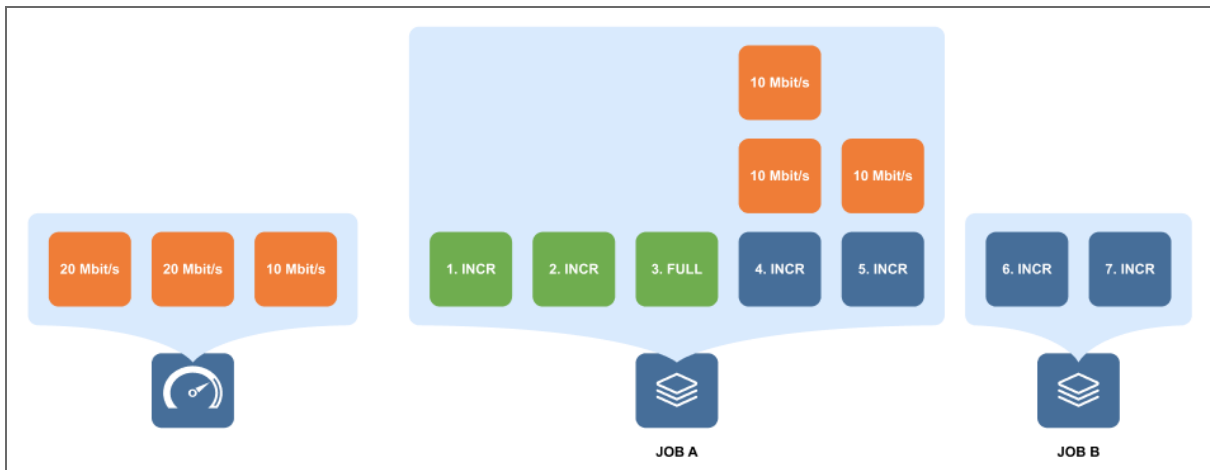 10 Mbit/s
10 Mbit/s
10 Mbit/s
20 Mbit/s
20 Mbit/s
10 Mbit/s
1. INCR
2. INCR
3. FULL
4. INCR
5. INCR
6. INCR
7. INCR
JOB A
JOB B